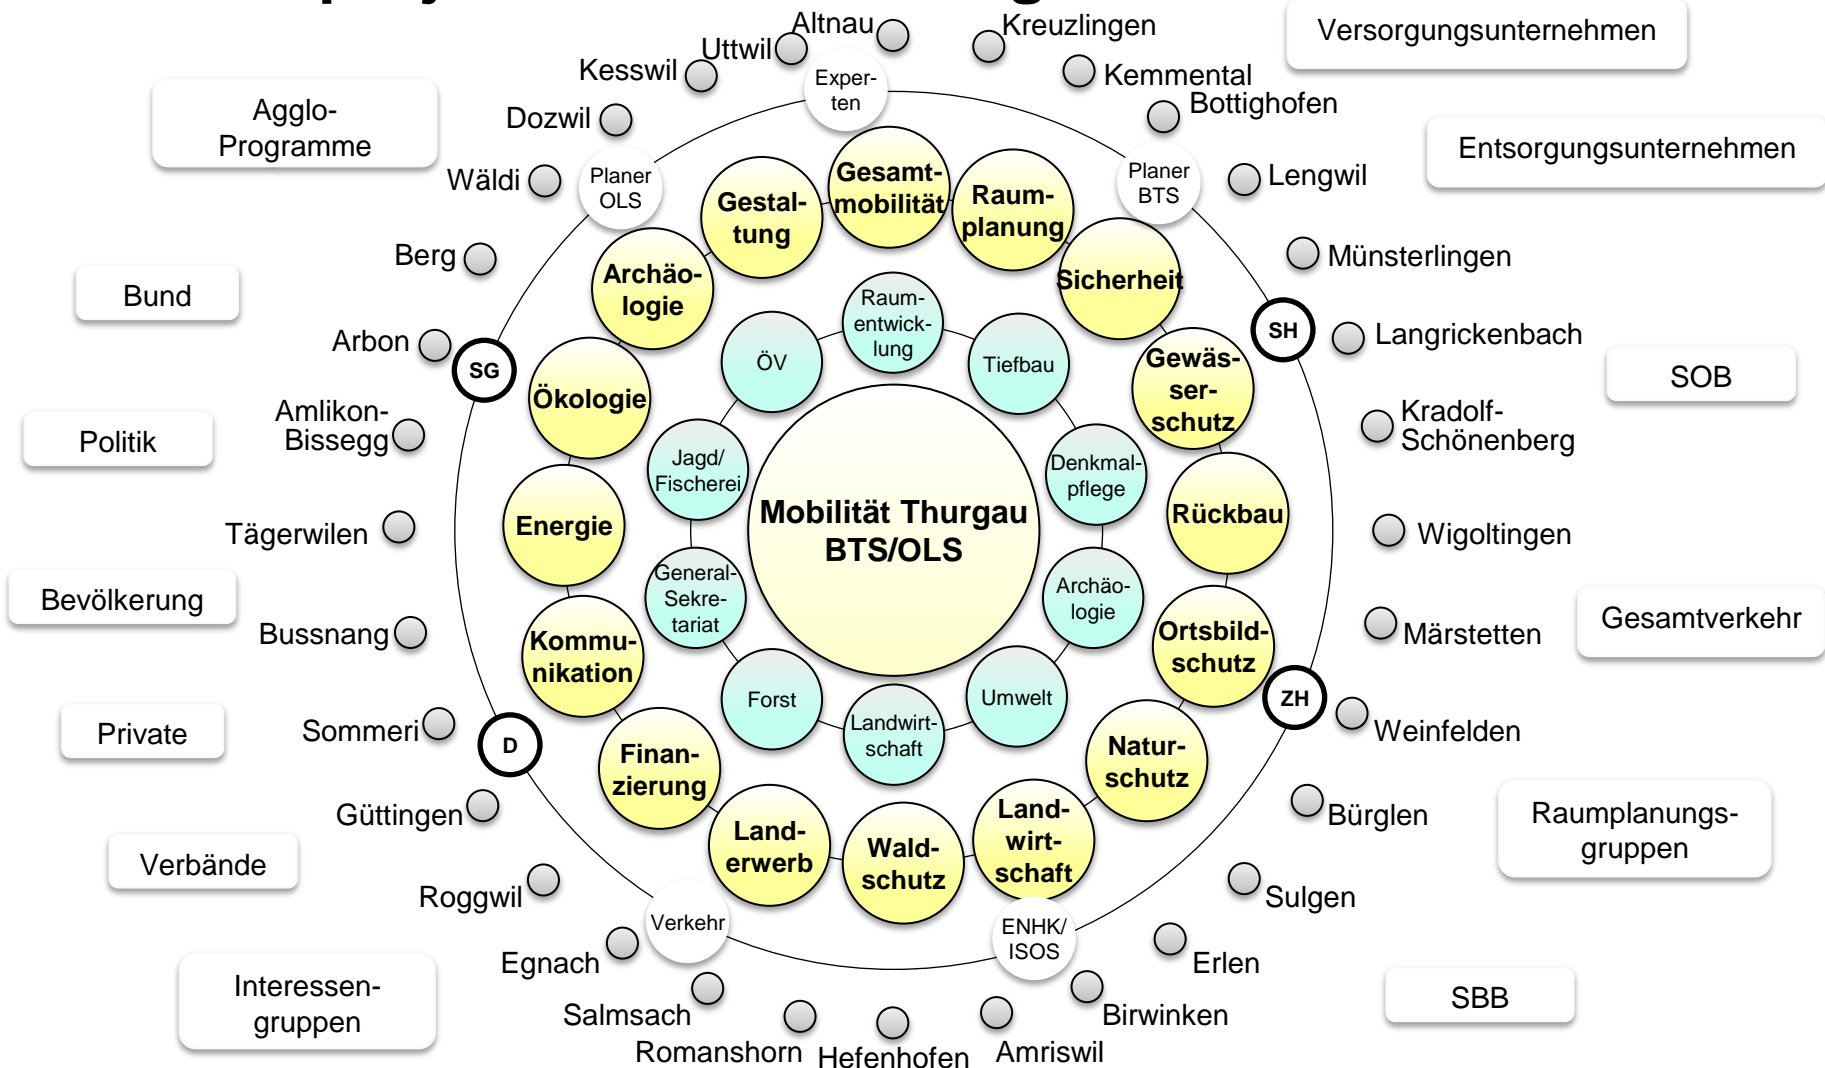 Altnau
Kreuzlingen
Versorgungsunternehmen
Uttwil
Kesswil
Exper-
ten
Kemmental
Bottighofen
Agglo-
Programme
Dozwil
Entsorgungsunternehmen
Wäldi
Planer
OLS
Planer
BTS
Lengwil
Gestal-
tung
Gesamt-
mobilität
Raum-
planung
Berg
Archäo-
logie
Sicherheit
Münsterlingen
Bund
Arbon
SG
SH
Langrickenbach
ÖV
Raum-
entwick-
lung
Tiefbau
Ökologie
Gewäs-
ser-
schutz
SOB
Politik
Amlikon-
Bissegg
Kradolf-
Schönenberg
Jagd/
Fischerei
Denkmal-
pflege
Tägerwilen
Energie
Mobilität Thurgau
BTS/OLS
Rückbau
Wigoltingen
Bevölkerung
General-
Sekre-
tariat
Archäo-
logie
Bussnang
Kommu-
nikation
Ortsbild-
schutz
Märstetten
Gesamtverkehr
Private
Sommeri
D
Forst
Landwirt-
schaft
Umwelt
ZH
Weinfelden
Finan-
zierung
Natur-
schutz
Güttingen
Bürglen
Raumplanungs-
gruppen
Verbände
Land-
erwerb
Wald-
schutz
Land-
wirt-
schaft
Roggwil
Sulgen
Verkehr
ENHK/
ISOS
Egnach
Erlen
Interessen-
gruppen
Salmsach
Birwinken
SBB
Romanshorn
Hefenhofen
Amriswil